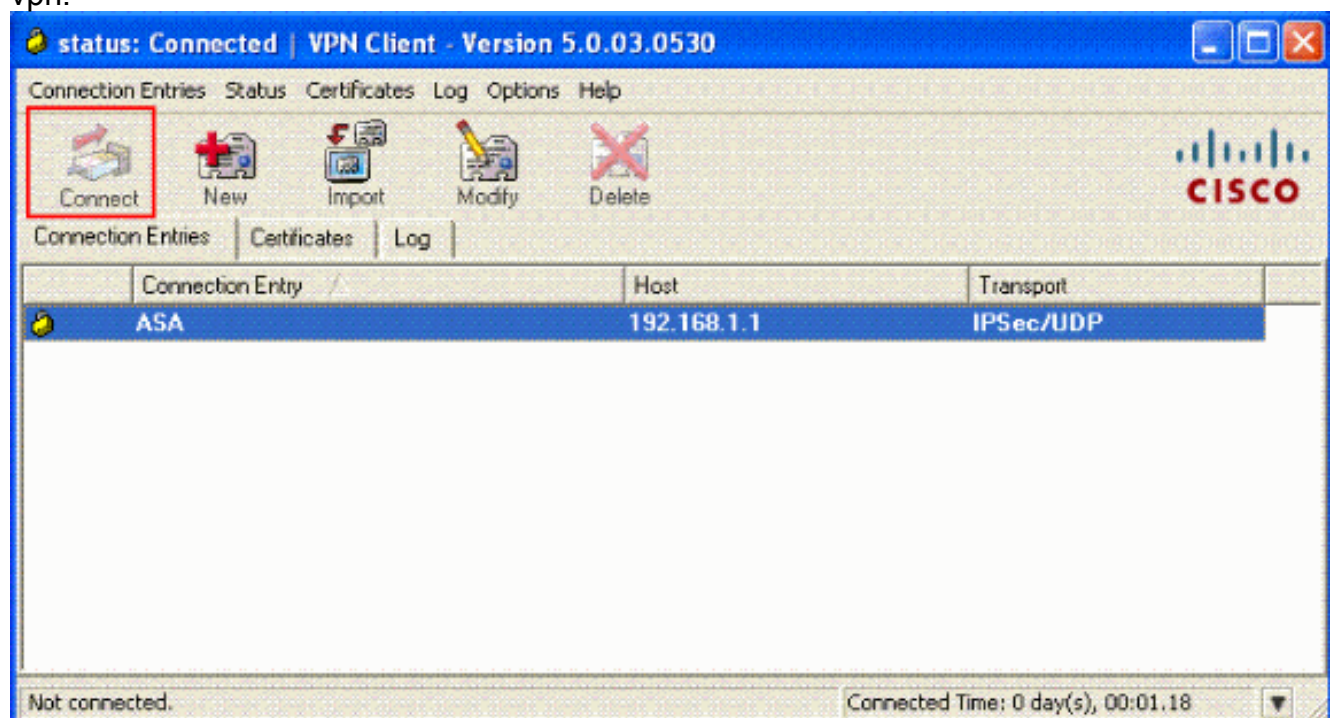 vpn.
status: Connected | VPN Client - Version 5.0.03.0530
Connection Entries Status Certificates Log Options Help
Connect New Import Modify Delete
CISCO
Connection Entries Certificates Log
Connection Entry Host Transport
ASA 192.168.1.1 IPSec/UDP
Not connected. Connected Time: 0 day(s), 00:01.18